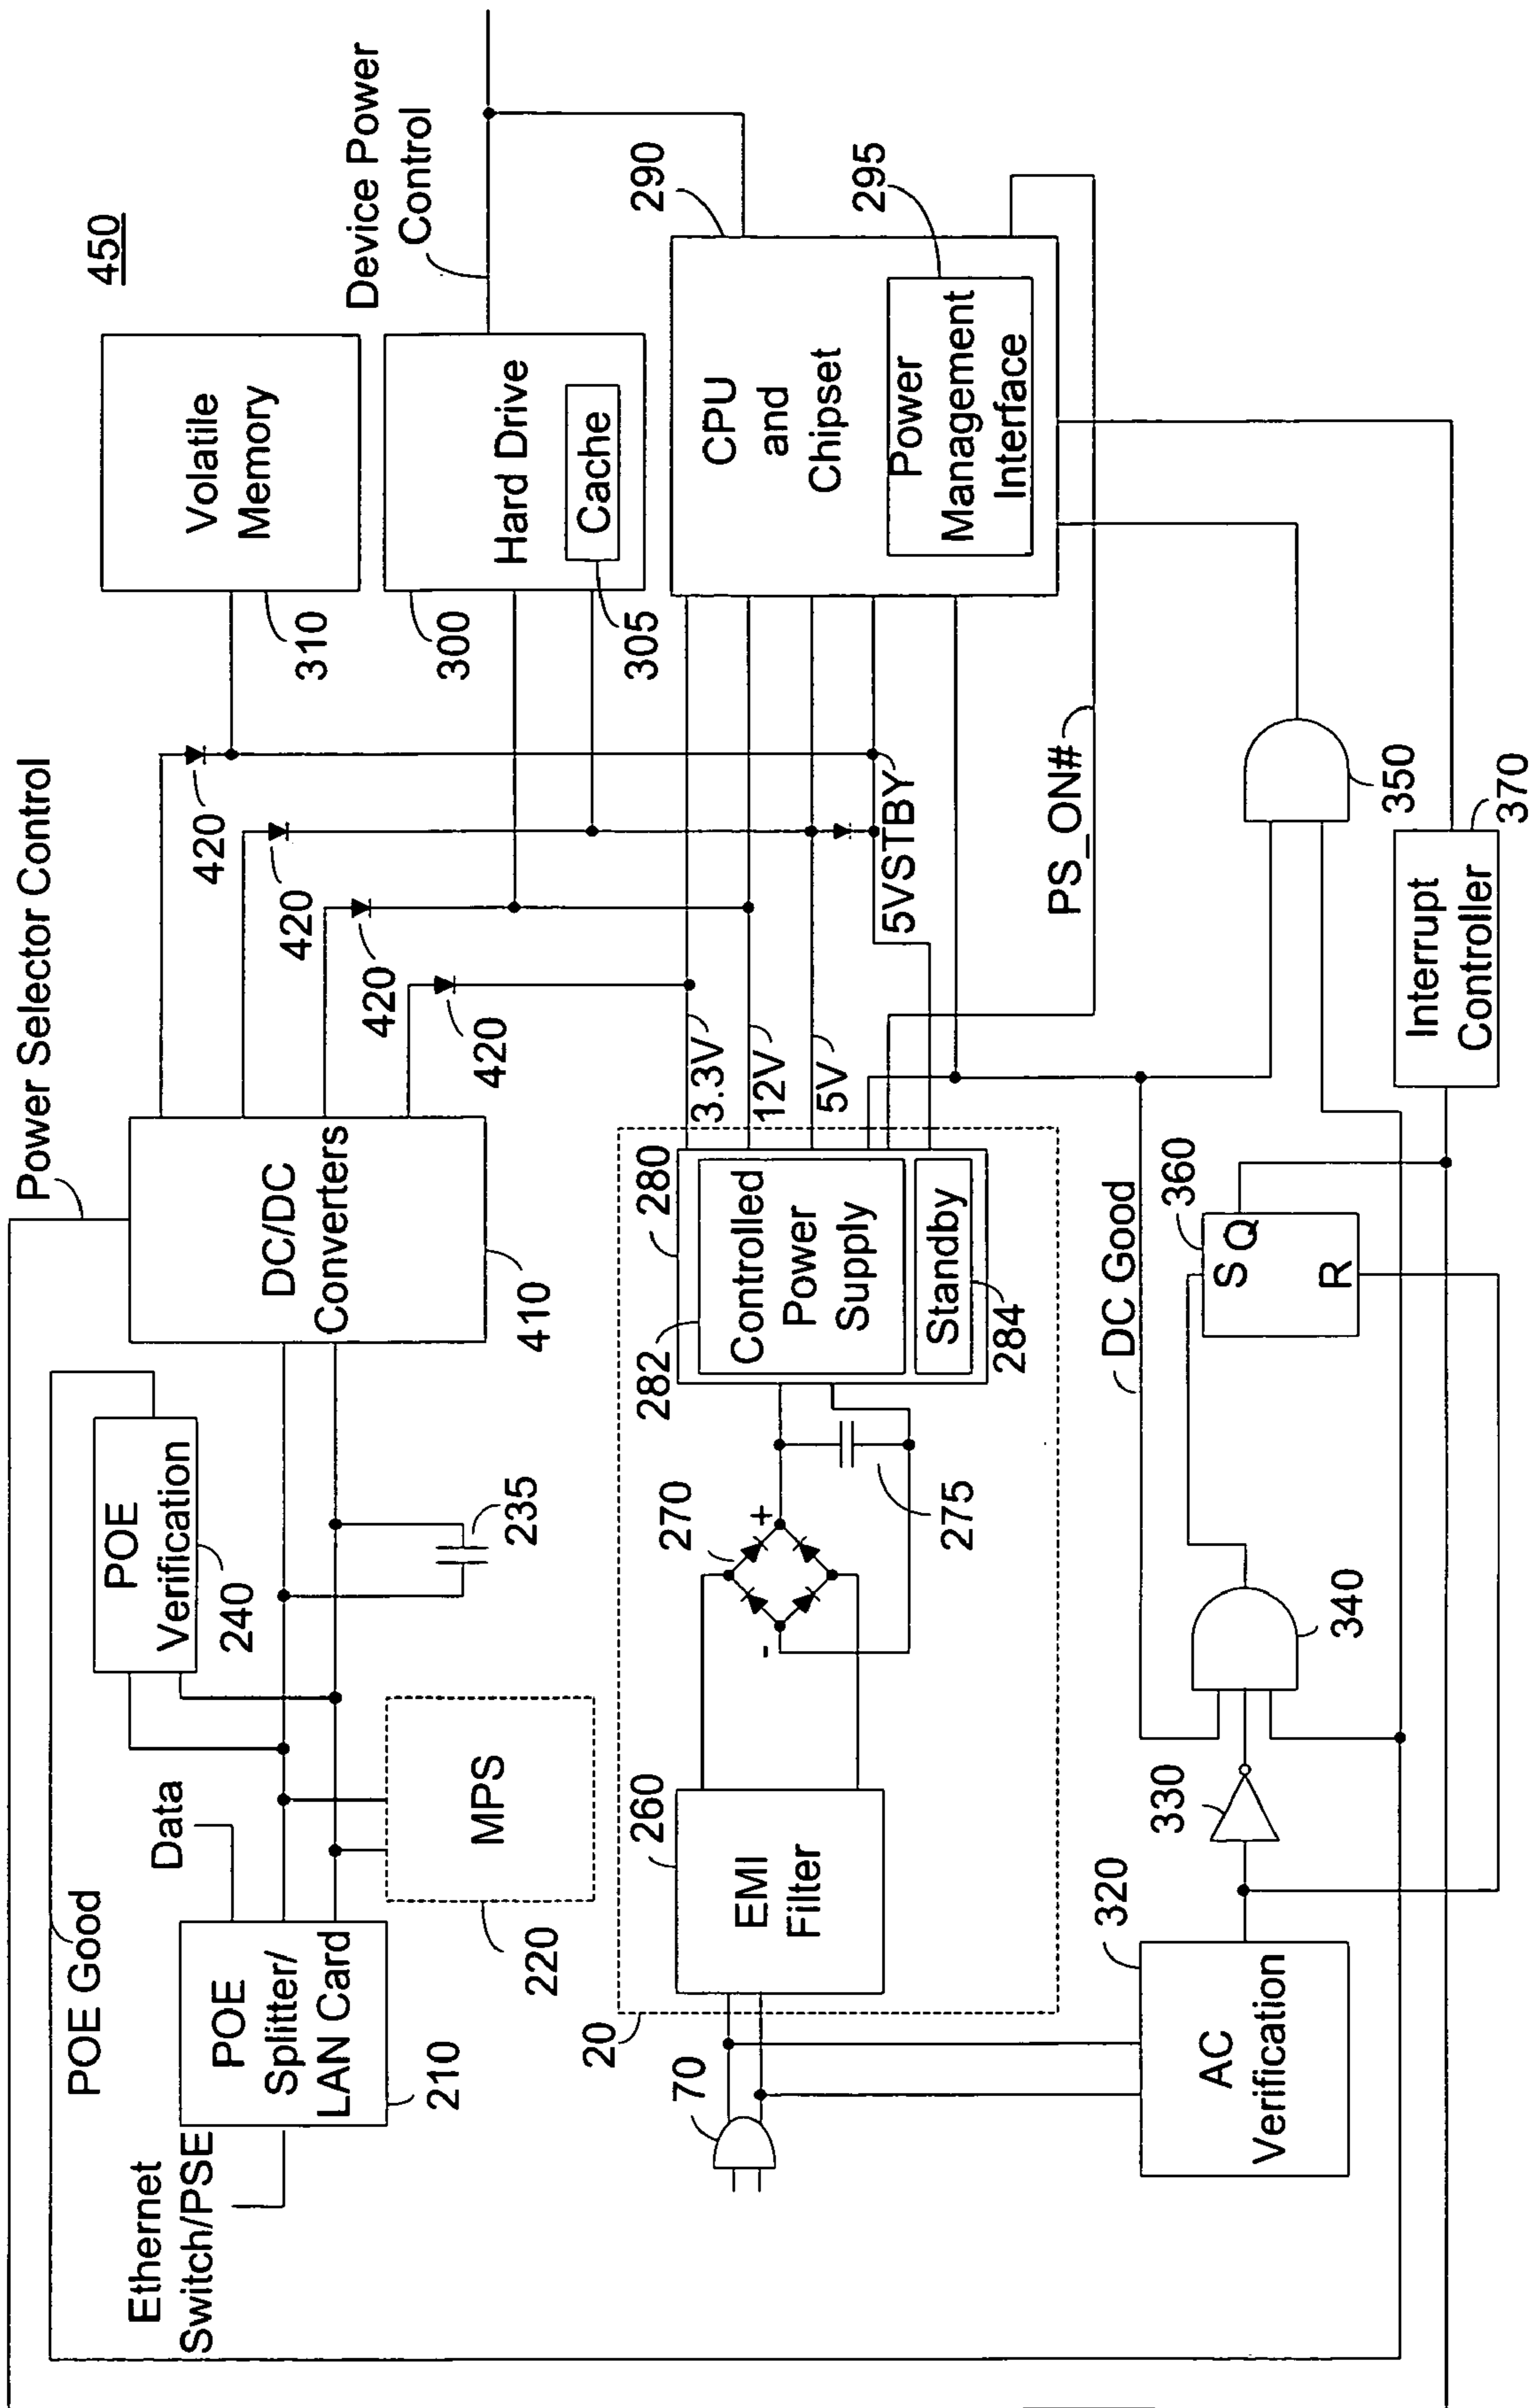 450
Power Selector Control
POE Good
Ethernet
Switch/PSE
Data
POE
Splitter/
LAN Card
210
MPS
220
POE
Verification
240
235
DC/DC
Converters
410
420
420
420
420
Volatile
Memory
310
Hard Drive
Cache
300
305
Device Power
Control
290
CPU
and
Chipset
295
Power
Management
Interface
20
70
260
EMI
Filter
270
+
-
275
280
282
Controlled
Power
Supply
Standby
284
3.3V
12V
5V
5VSTBY
PS_ON#
DC Good
320
AC
Verification
330
340
360
S
Q
R
350
370
Interrupt
Controller